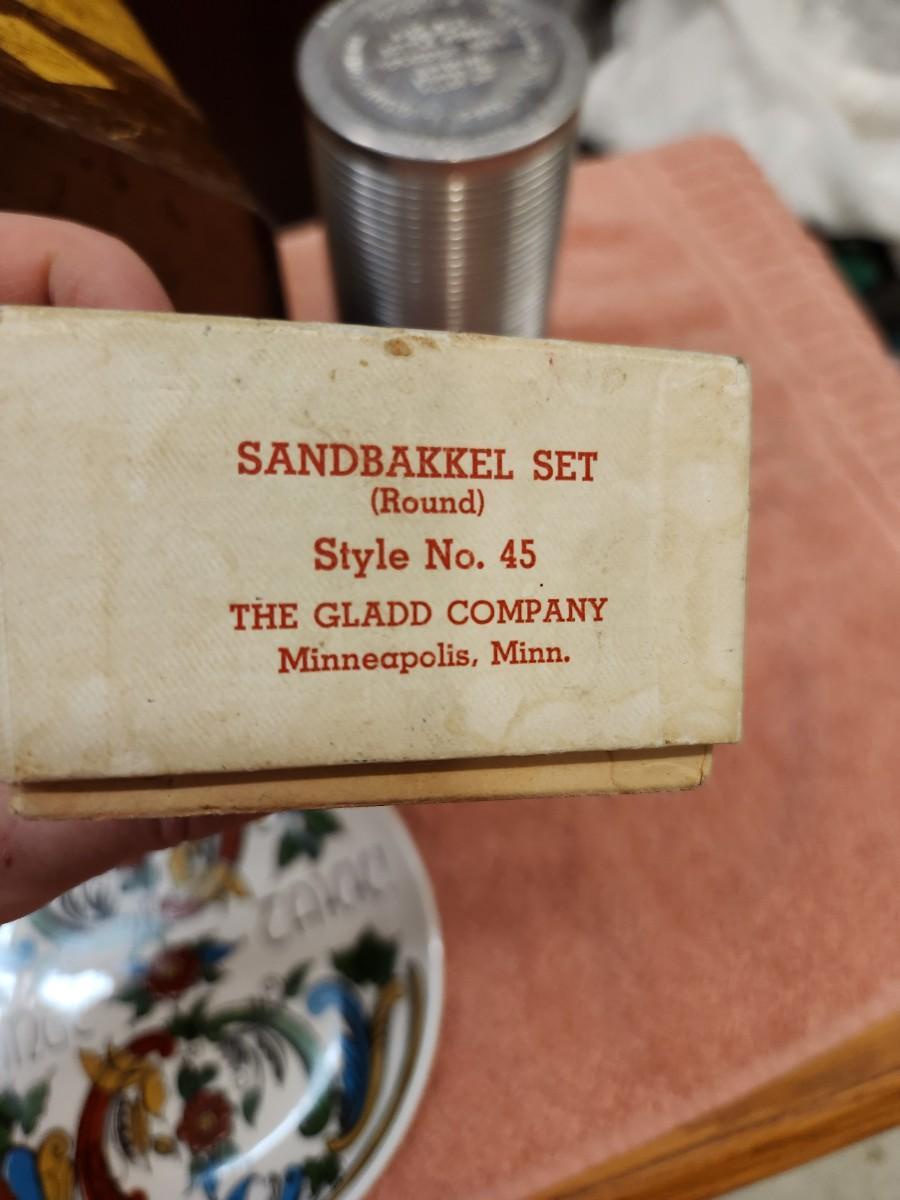 SANDBAKKEL SET
(Round)
Style No. 45
THE GLADD COMPANY
Minneapolis, Minn.